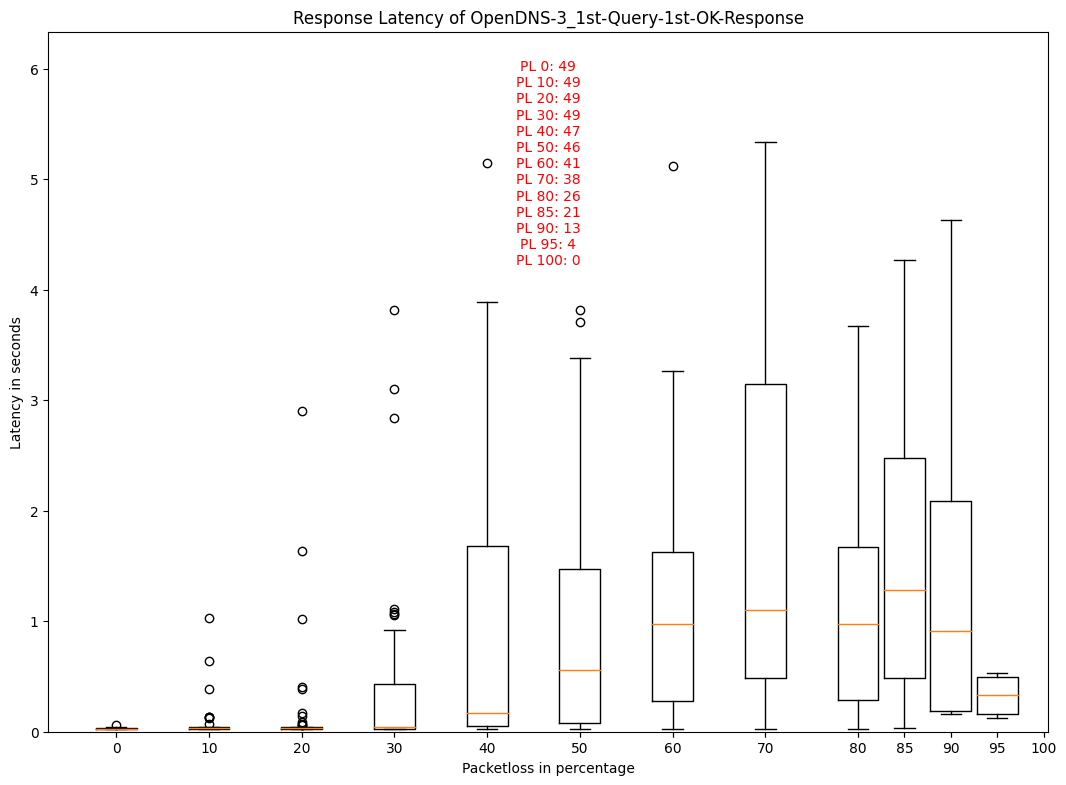 Response Latency of OpenDNS-3_1st-Query-1st-OK-Response
PL 0: 49
PL 10: 49
PL 20: 49
PL 30: 49
PL 40: 47
PL 50: 46
PL 60: 41
PL 70: 38
PL 80: 26
PL 85: 21
PL 90: 13
PL 95: 4
PL 100: 0
Latency in seconds
6
5
4
3
2
1
0
0 10 20 30 40 50 60 70 80 85 90 95 100
Packetloss in percentage